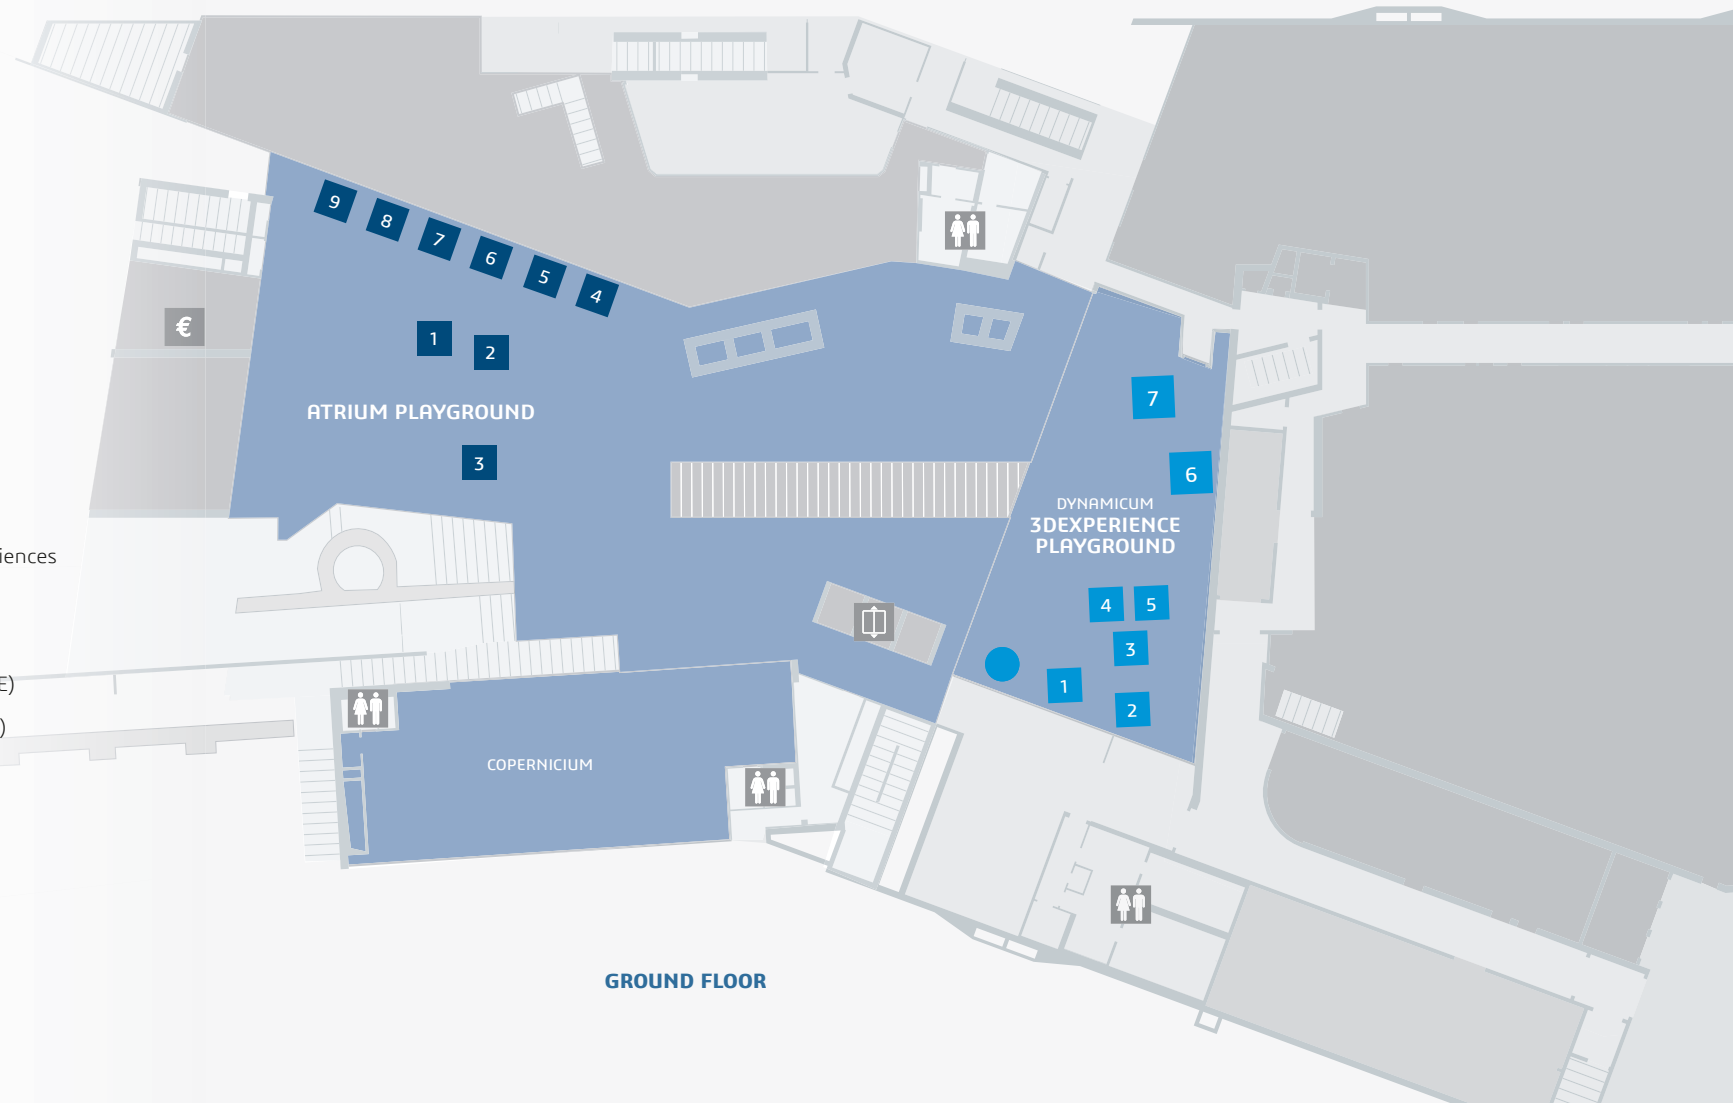 9
8
7
6
5
4
€
1
2
ATRIUM PLAYGROUND
3
7
6
DYNAMICUM
3DEXPERIENCE
PLAYGROUND
iences
4
5
3
1
2
E)
)
COPERNICIUM
GROUND FLOOR